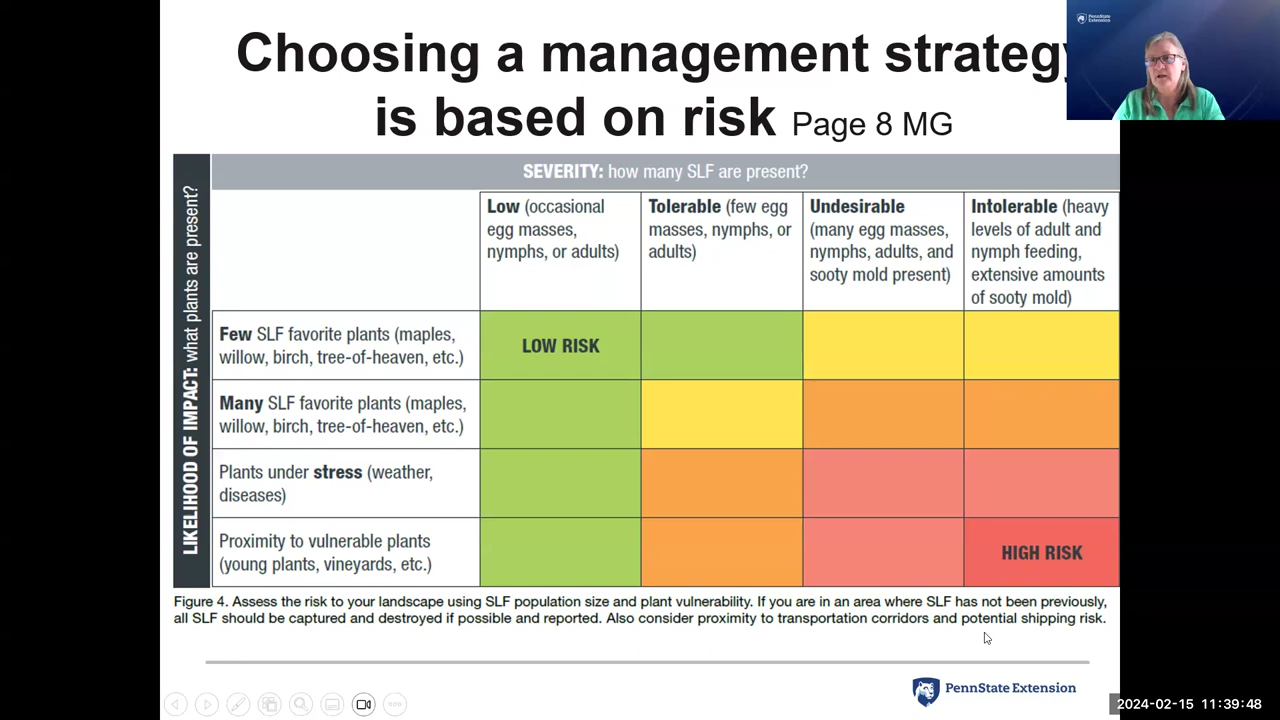 Choosing a management strategy
is based on risk Page 8 MG
PennState Extension
SEVERITY: how many SLF are present?
LIKELIHOOD OF IMPACT: what plants are present?
Low (occasional
egg masses,
nymphs, or adults)
Tolerable (few egg
masses, nymphs, or
adults)
Undesirable
(many egg masses,
nymphs, adults, and
sooty mold present)
Intolerable (heavy
levels of adult and
nymph feeding,
extensive amounts
of sooty mold)
Few SLF favorite plants (maples,
willow, birch, tree-of-heaven, etc.)
LOW RISK
Many SLF favorite plants (maples,
willow, birch, tree-of-heaven, etc.)
Plants under stress (weather,
diseases)
Proximity to vulnerable plants
(young plants, vineyards, etc.)
HIGH RISK
Figure 4. Assess the risk to your landscape using SLF population size and plant vulnerability. If you are in an area where SLF has not been previously,
all SLF should be captured and destroyed if possible and reported. Also consider proximity to transportation corridors and potential shipping risk.
PennState Extension
2024-02-15 11:39:48